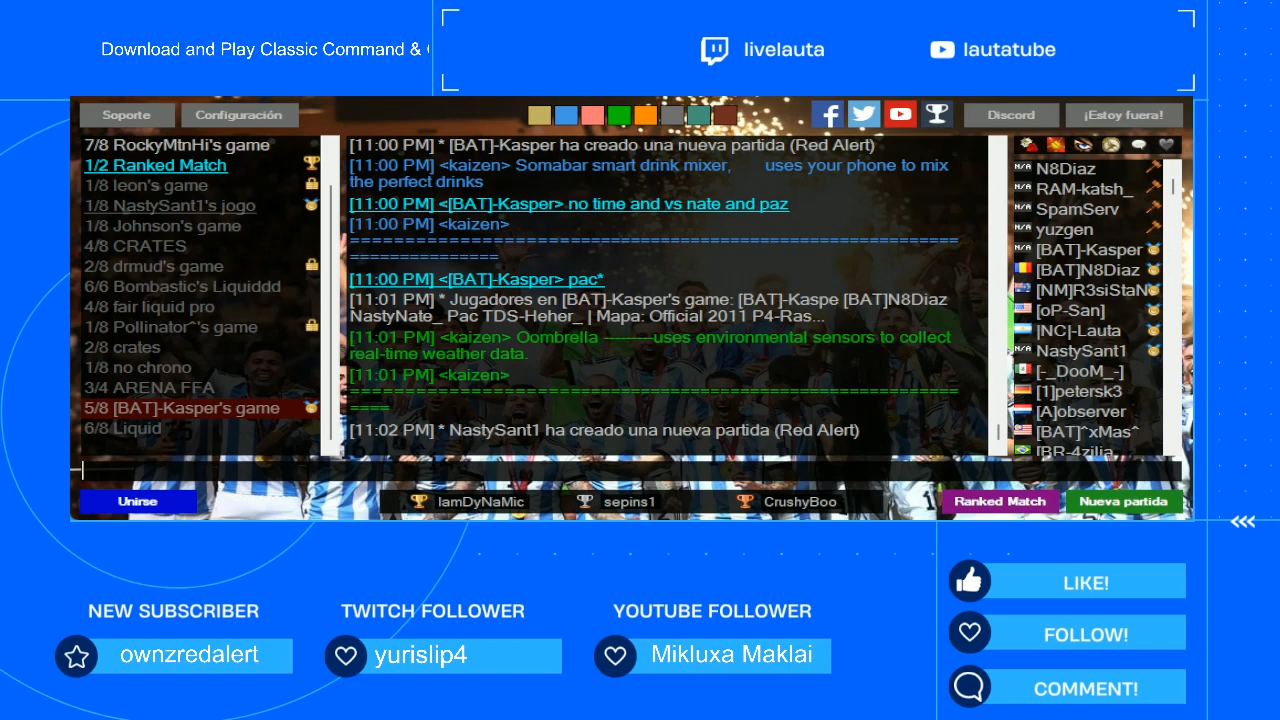 Download and Play Classic Command &
livelauta
lautatube
Soporte
Configuración
Discord
¡Estoy fuera!
7/8 RockyMtnHi's game
1/2 Ranked Match
1/8 leon's game
1/8 NastySant1's jogo
1/8 Johnson's game
4/8 CRATES
2/8 drmud's game
6/6 Bombastic's Liquiddd
4/8 fair liquid pro
1/8 Pollinator^'s game
2/8 crates
1/8 no chrono
3/4 ARENA FFA
5/8 [BAT]-Kasper's game
6/8 Liquid
[11:00 PM] * [BAT]-Kasper ha creado una nueva partida (Red Alert)
[11:00 PM] <kaizen> Somabar smart drink mixer, uses your phone to mix
the perfect drinks
[11:00 PM] <[BAT]-Kasper> no time and vs nate and paz
[11:00 PM] <kaizen>
[11:00 PM] <[BAT]-Kasper> pac*
[11:01 PM] * Jugadores en [BAT]-Kasper's game: [BAT]-Kaspe [BAT]N8Diaz
NastyNate_ Pac TDS-Heher_ | Mapa: Official 2011 P4-Ras...
[11:01 PM] <kaizen> Oombrella ---------uses environmental sensors to collect
real-time weather data.
[11:01 PM] <kaizen>
[11:02 PM] * NastySant1 ha creado una nueva partida (Red Alert)
N/A N8Diaz
N/A RAM-katsh_
N/A SpamServ
N/A yuzgen
N/A [BAT]-Kasper
[BAT]N8Diaz
[NM]R3siStaN
[oP-San]
|NC|-Lauta
N/A NastySant1
[-_DooM_-]
[1]petersk3
[A]observer
[BAT]^xMas^
[BR-4zilia
Unirse
IamDyNaMic
sepins1
CrushyBoo
Ranked Match
Nueva partida
NEW SUBSCRIBER
ownzredalert
TWITCH FOLLOWER
yurislip4
YOUTUBE FOLLOWER
Mikluxa Maklai
LIKE!
FOLLOW!
COMMENT!